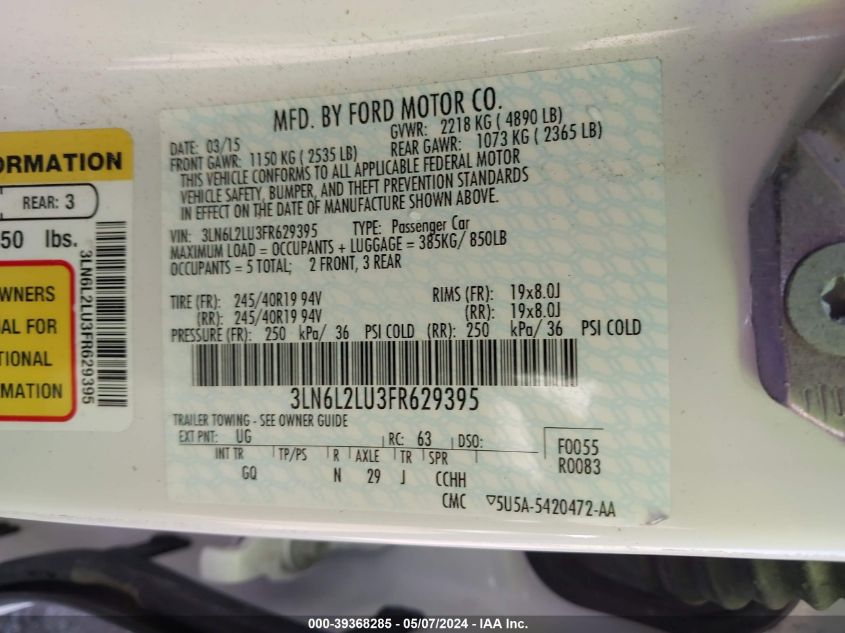 ORMATION
REAR: 3
50 lbs.
WNERS
AL FOR
TIONAL
MATION
3LN6L2LU3FR629395
MFD. BY FORD MOTOR CO.
DATE: 03/15 GVWR: 2218 KG ( 4890 LB)
FRONT GAWR: 1150 KG ( 2535 LB) REAR GAWR: 1073 KG ( 2365 LB)
THIS VEHICLE CONFORMS TO ALL APPLICABLE FEDERAL MOTOR
VEHICLE SAFETY, BUMPER, AND THEFT PREVENTION STANDARDS
IN EFFECT ON THE DATE OF MANUFACTURE SHOWN ABOVE.
VIN: 3LN6L2LU3FR629395 TYPE: Passenger Car
MAXIMUM LOAD = OCCUPANTS + LUGGAGE = 385KG/ 850LB
OCCUPANTS = 5 TOTAL; 2 FRONT, 3 REAR
TIRE (FR): 245/40R19 94V RIMS (FR): 19x8.0J
(RR): 245/40R19 94V (RR): 19x8.0J
PRESSURE (FR): 250 kPa/ 36 PSI COLD (RR): 250 kPa/ 36 PSI COLD
3LN6L2LU3FR629395
TRAILER TOWING - SEE OWNER GUIDE
EXT PNT: UG RC: 63 DSO: F0055
INT TR TP/PS R AXLE TR SPR R0083
GQ N 29 J CCHH
CMC ▽5U5A-5420472-AA
000-39368285 - 05/07/2024 - IAA Inc.